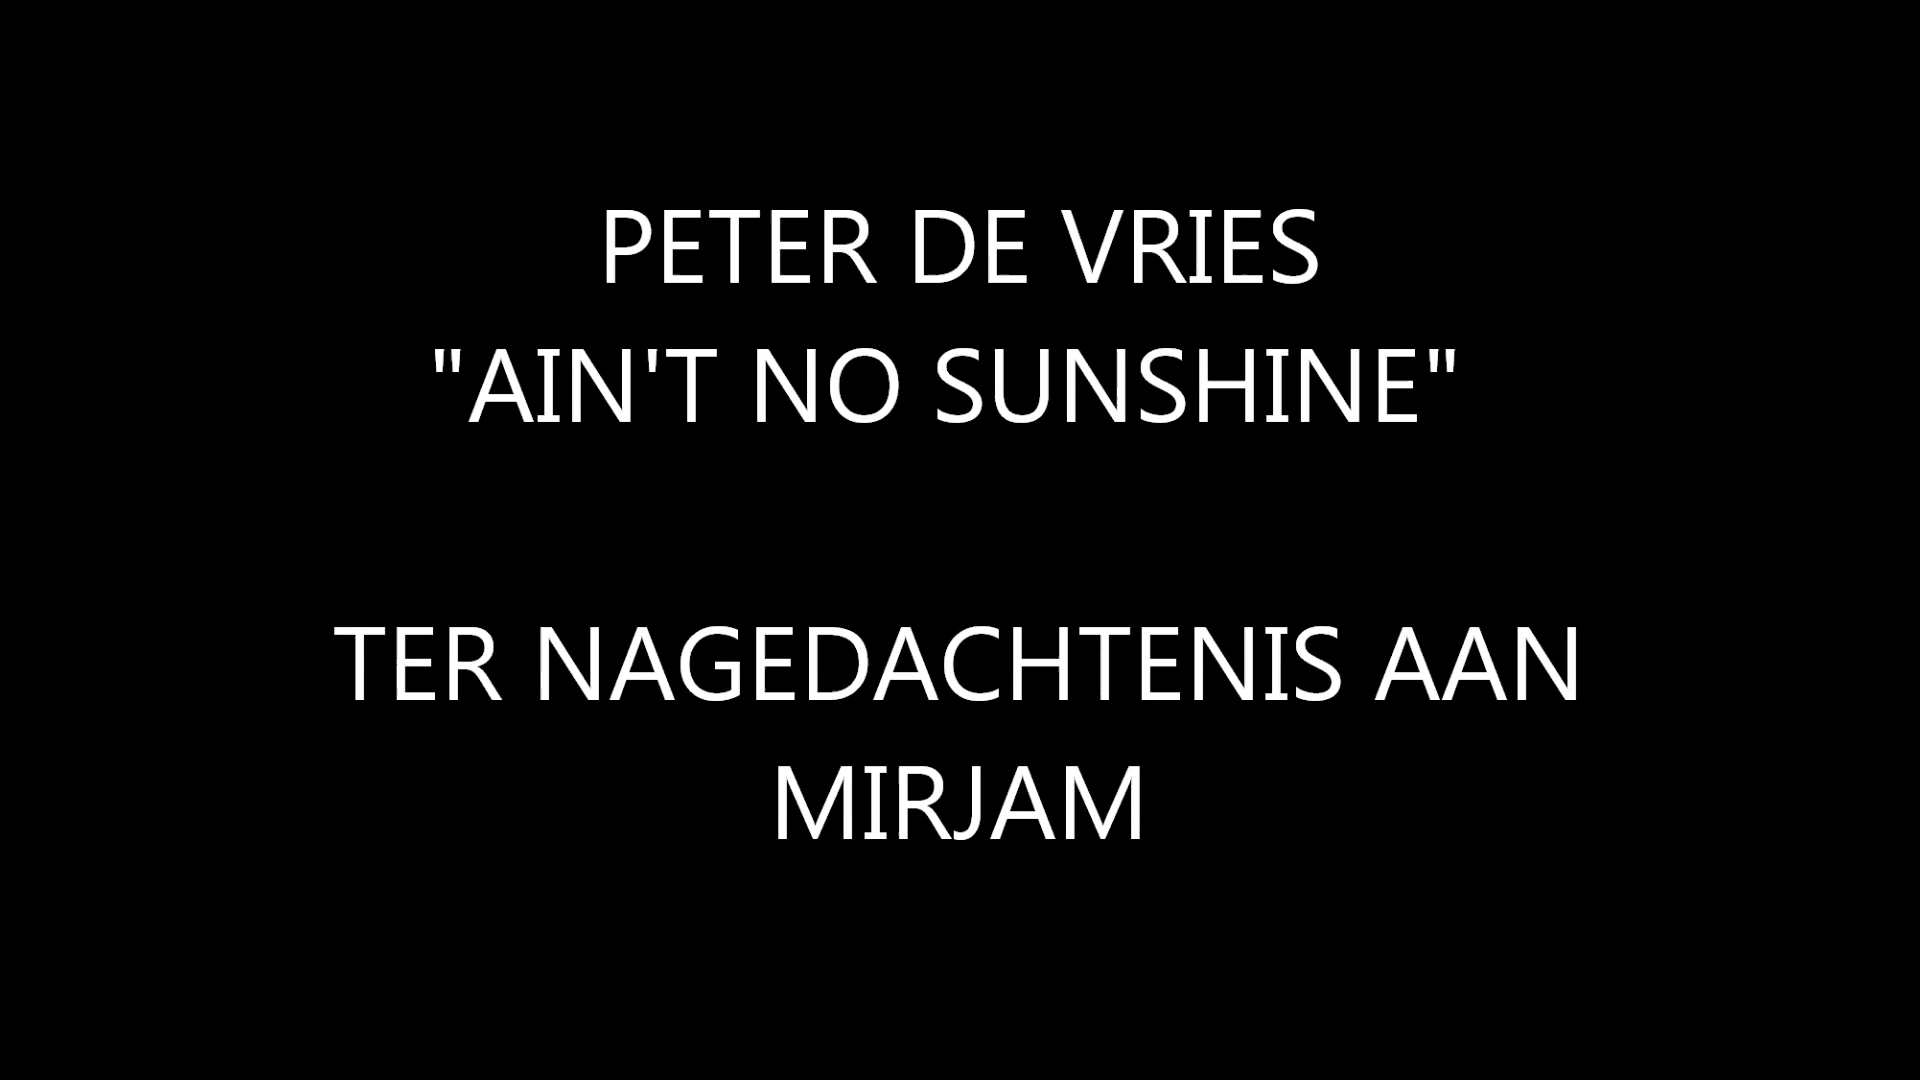 PETER DE VRIES
"AIN'T NO SUNSHINE"
TER NAGEDACHTENIS AAN
MIRJAM